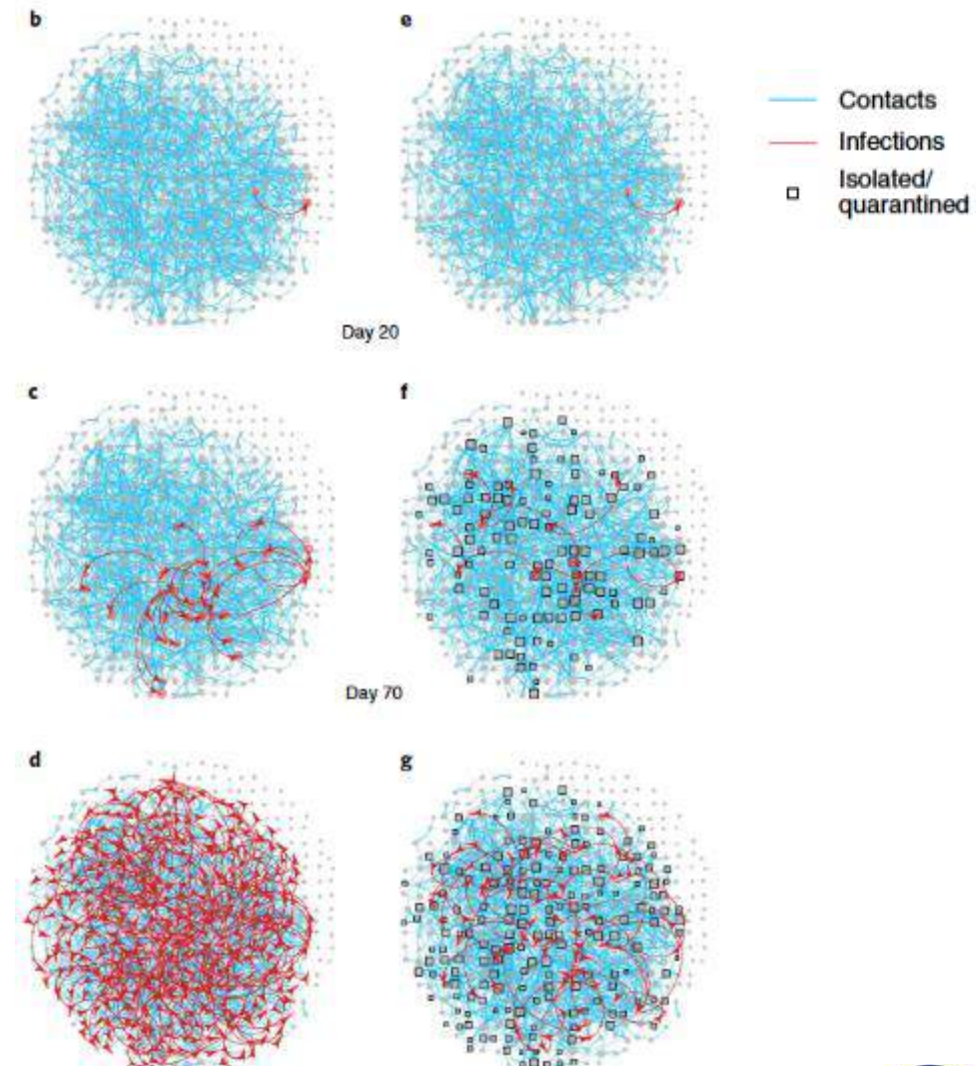 b
e
Contacts
Infections
Isolated/
quarantined
Day 20
c
f
Day 70
d
g